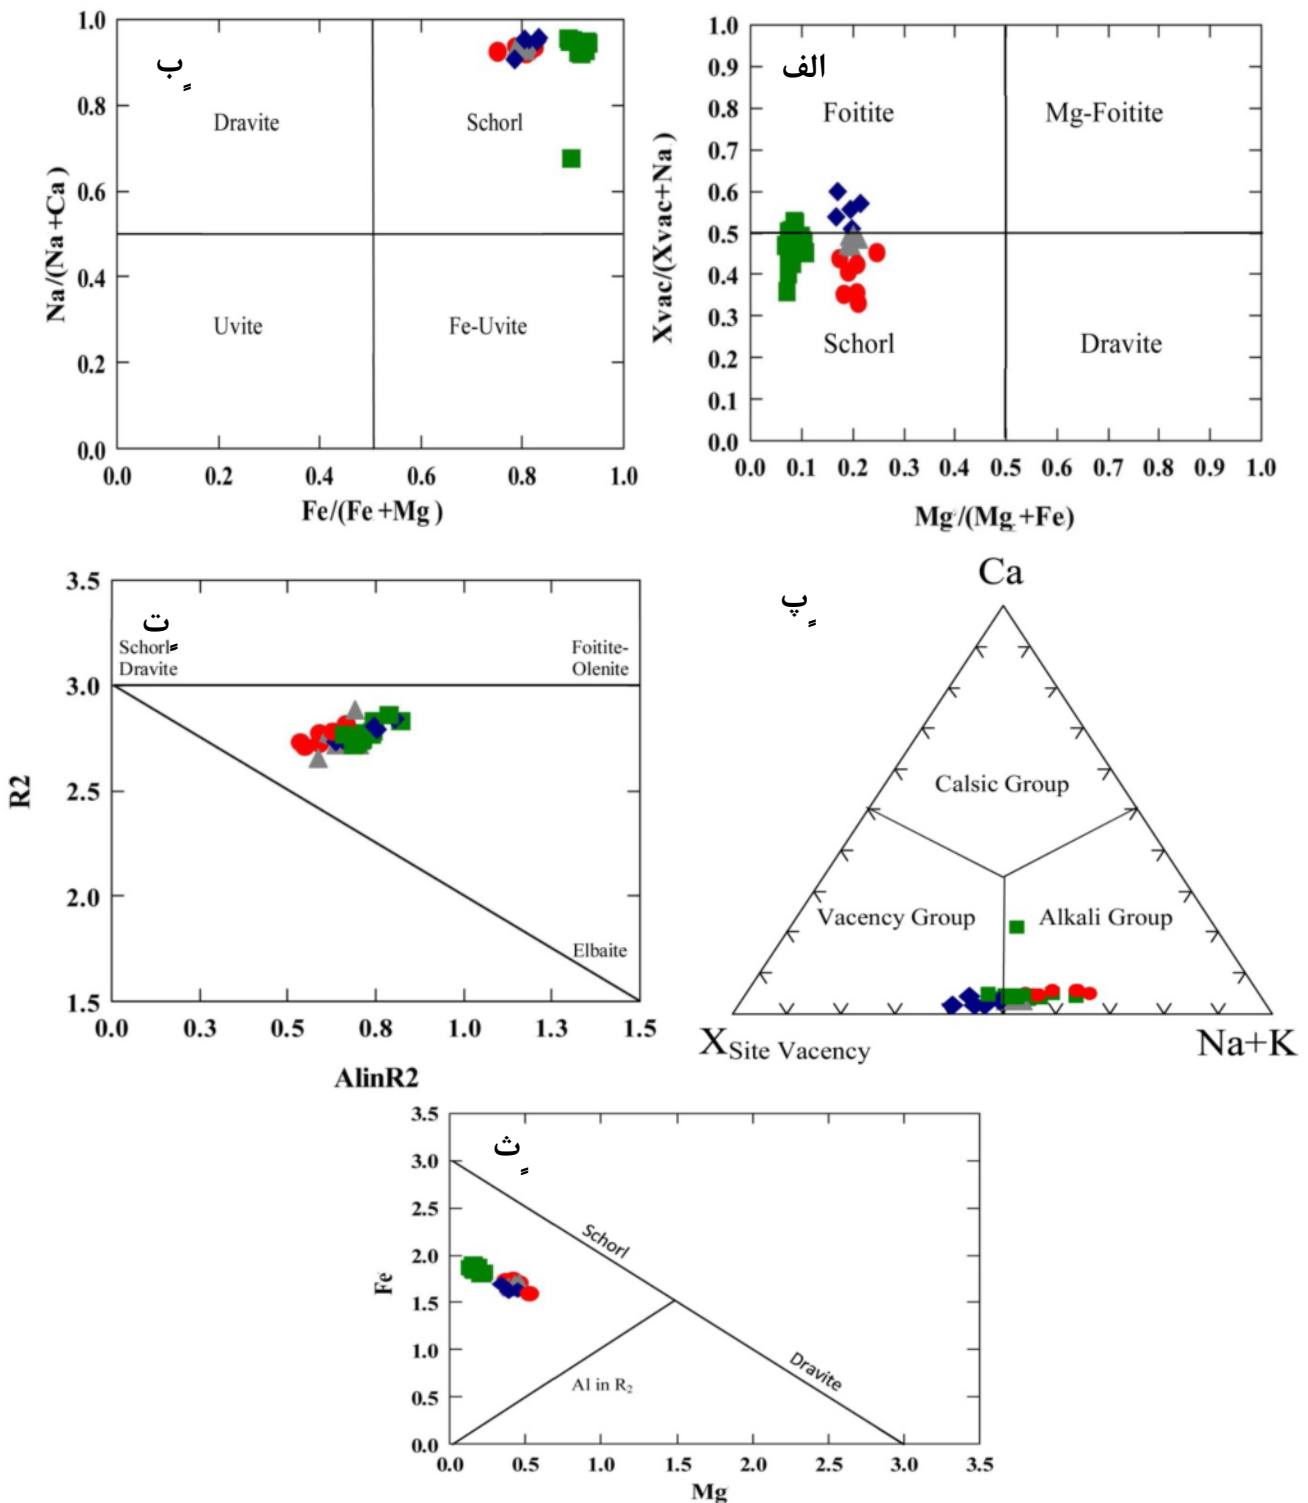 ب
1.0
0.8
0.6
0.4
0.2
0.0
Dravite
Schorl
Uvite
Fe-Uvite
Na/(Na+Ca)
0.0 0.2 0.4 0.6 0.8 1.0
Fe/(Fe+Mg)
الف
1.0
0.9
0.8
0.7
0.6
0.5
0.4
0.3
0.2
0.1
0.0
Foitite
Mg-Foitite
Schorl
Dravite
Xvac/(Xvac+Na)
0.0 0.1 0.2 0.3 0.4 0.5 0.6 0.7 0.8 0.9 1.0
Mg/(Mg+Fe)
ت
3.5
3.0
2.5
2.0
1.5
Schorl-
Dravite
Foitite-
Olenite
Elbaite
R2
0.0 0.3 0.5 0.8 1.0 1.3 1.5
AlinR2
پ
Ca
Calsic Group
Vacency Group
Alkali Group
XSite Vacency
Na+K
ث
3.5
3.0
2.5
2.0
1.5
1.0
0.5
0.0
Schorl
Dravite
Al in R2
Fe
0.0 0.5 1.0 1.5 2.0 2.5 3.0 3.5
Mg